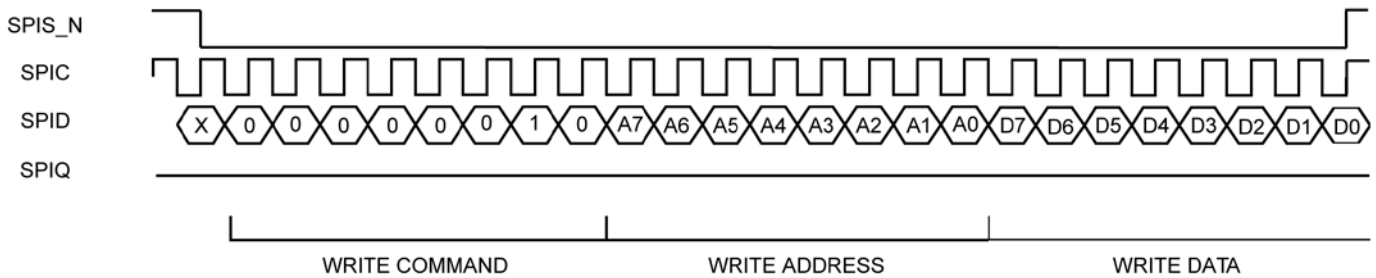 SPIS_N
SPIC
SPID X 0 0 0 0 0 0 1 0 A7 A6 A5 A4 A3 A2 A1 A0 D7 D6 D5 D4 D3 D2 D1 D0
SPIQ
WRITE COMMAND WRITE ADDRESS WRITE DATA